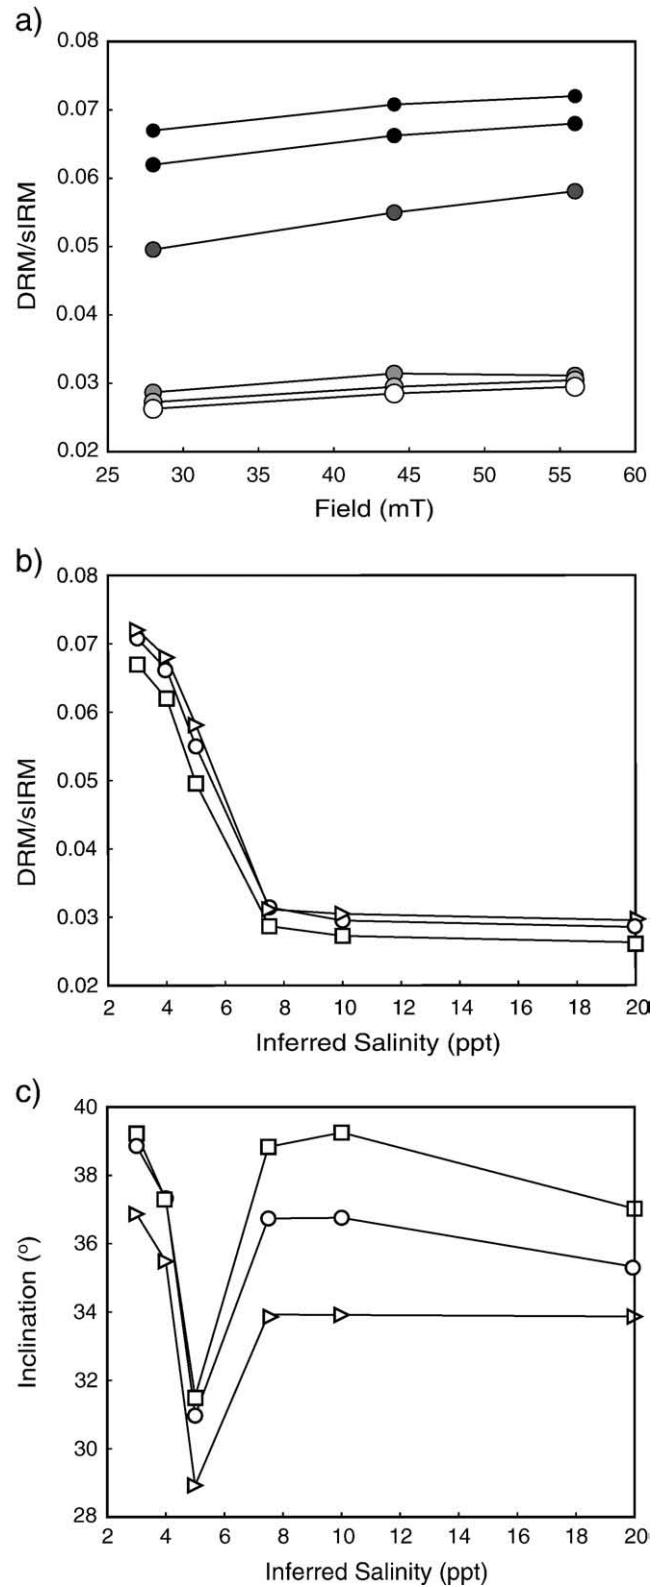 a)
0.08
0.07
0.06
0.05
0.04
0.03
0.02
DRM/sIRM
25 30 35 40 45 50 55 60
Field (mT)
b)
0.08
0.07
0.06
0.05
0.04
0.03
0.02
DRM/sIRM
2 4 6 8 10 12 14 16 18 20
Inferred Salinity (ppt)
c)
40
38
36
34
32
30
28
Inclination (º)
2 4 6 8 10 12 14 16 18 20
Inferred Salinity (ppt)